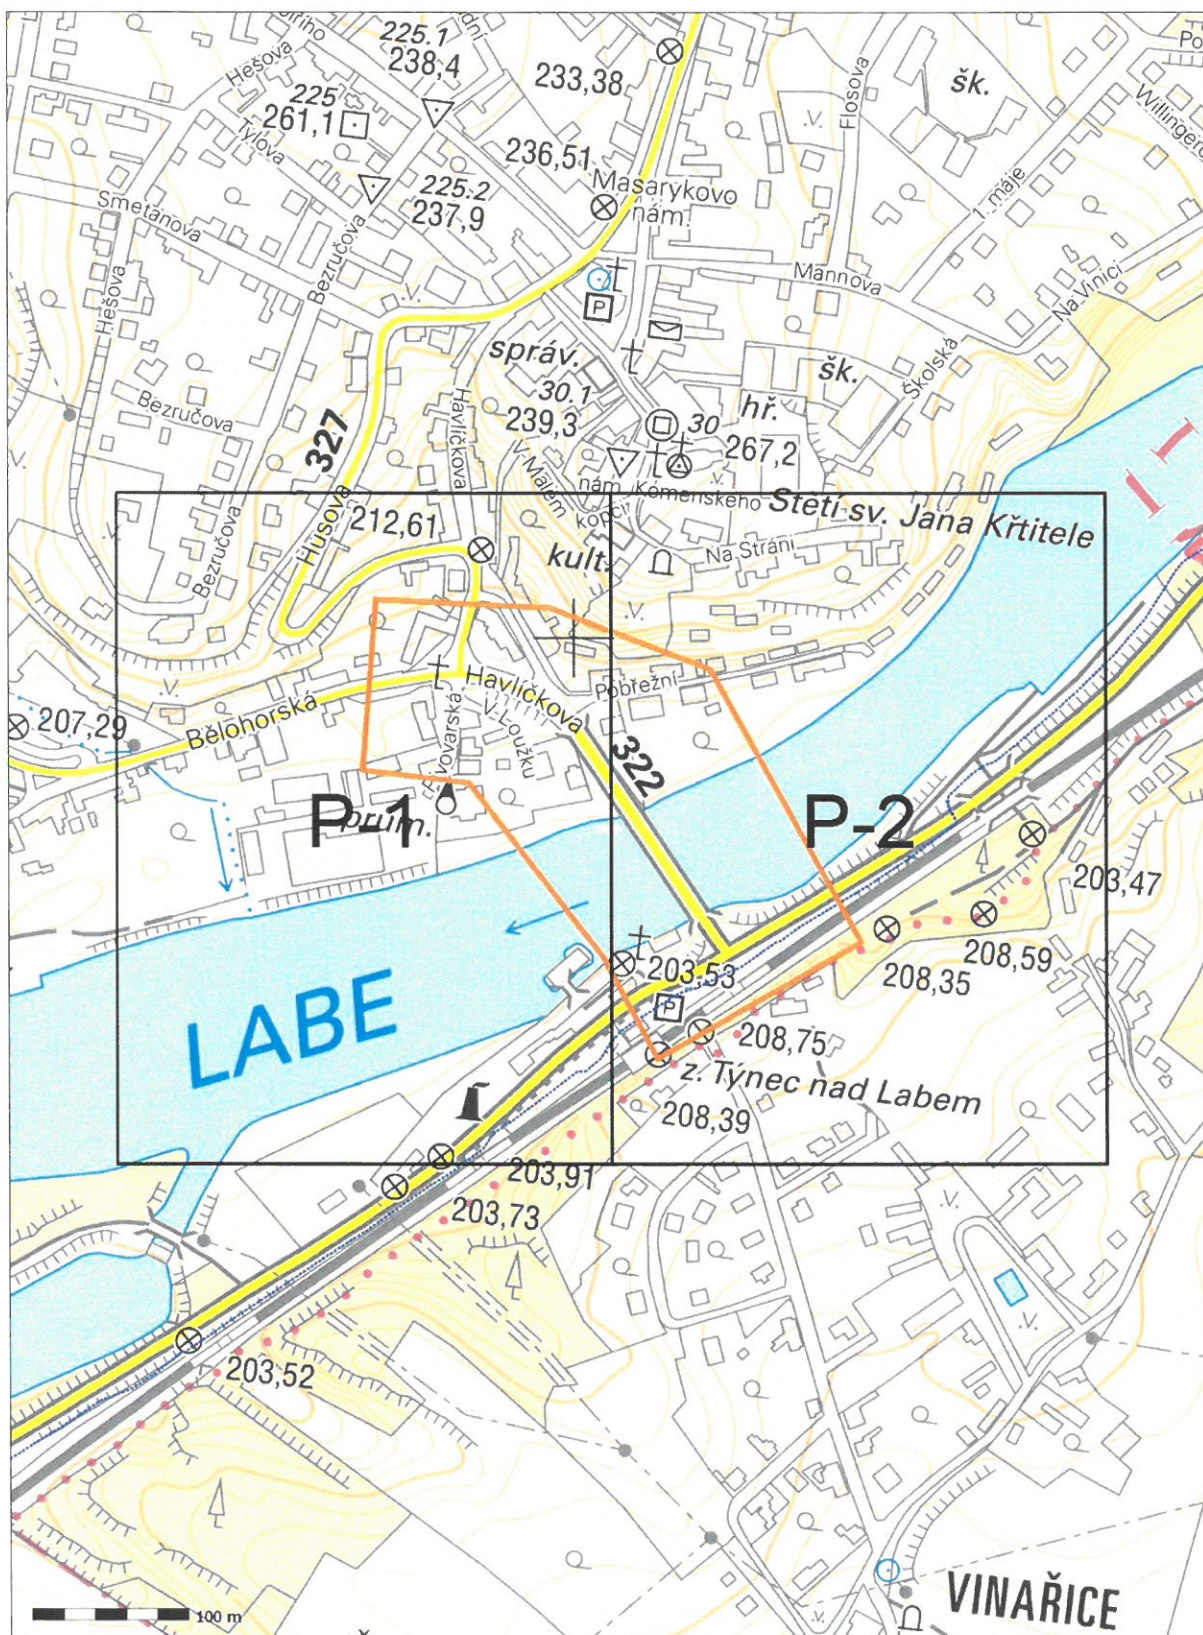 225.1
238,4
Hešova
225
261,1
Tylova
233,38
236,51
Masarykovo
nám.
225.2
237,9
Smetanova
Bezručova
Hešova
Flosova
šk.
1. máje
Mannova
Na Vinici
P
správ.
30.1
239,3
šk.
Školská
hř.
30
267,2
Bezručova
327
Havlíčkova
V Malém
kopci
nám. Komenského
Stětí sv. Jana Křtitele
Na Stráni
212,61
Husova
Bezručova
kult.
207,29
Bělohorská
Havlíčkova
Pobřežní
V Loužku
322
P-1
prům.
P-2
203,47
208,59
208,35
203,53
P
LABE
208,75
z. Týnec nad Labem
208,39
203,91
203,73
203,52
100 m
VINAŘICE